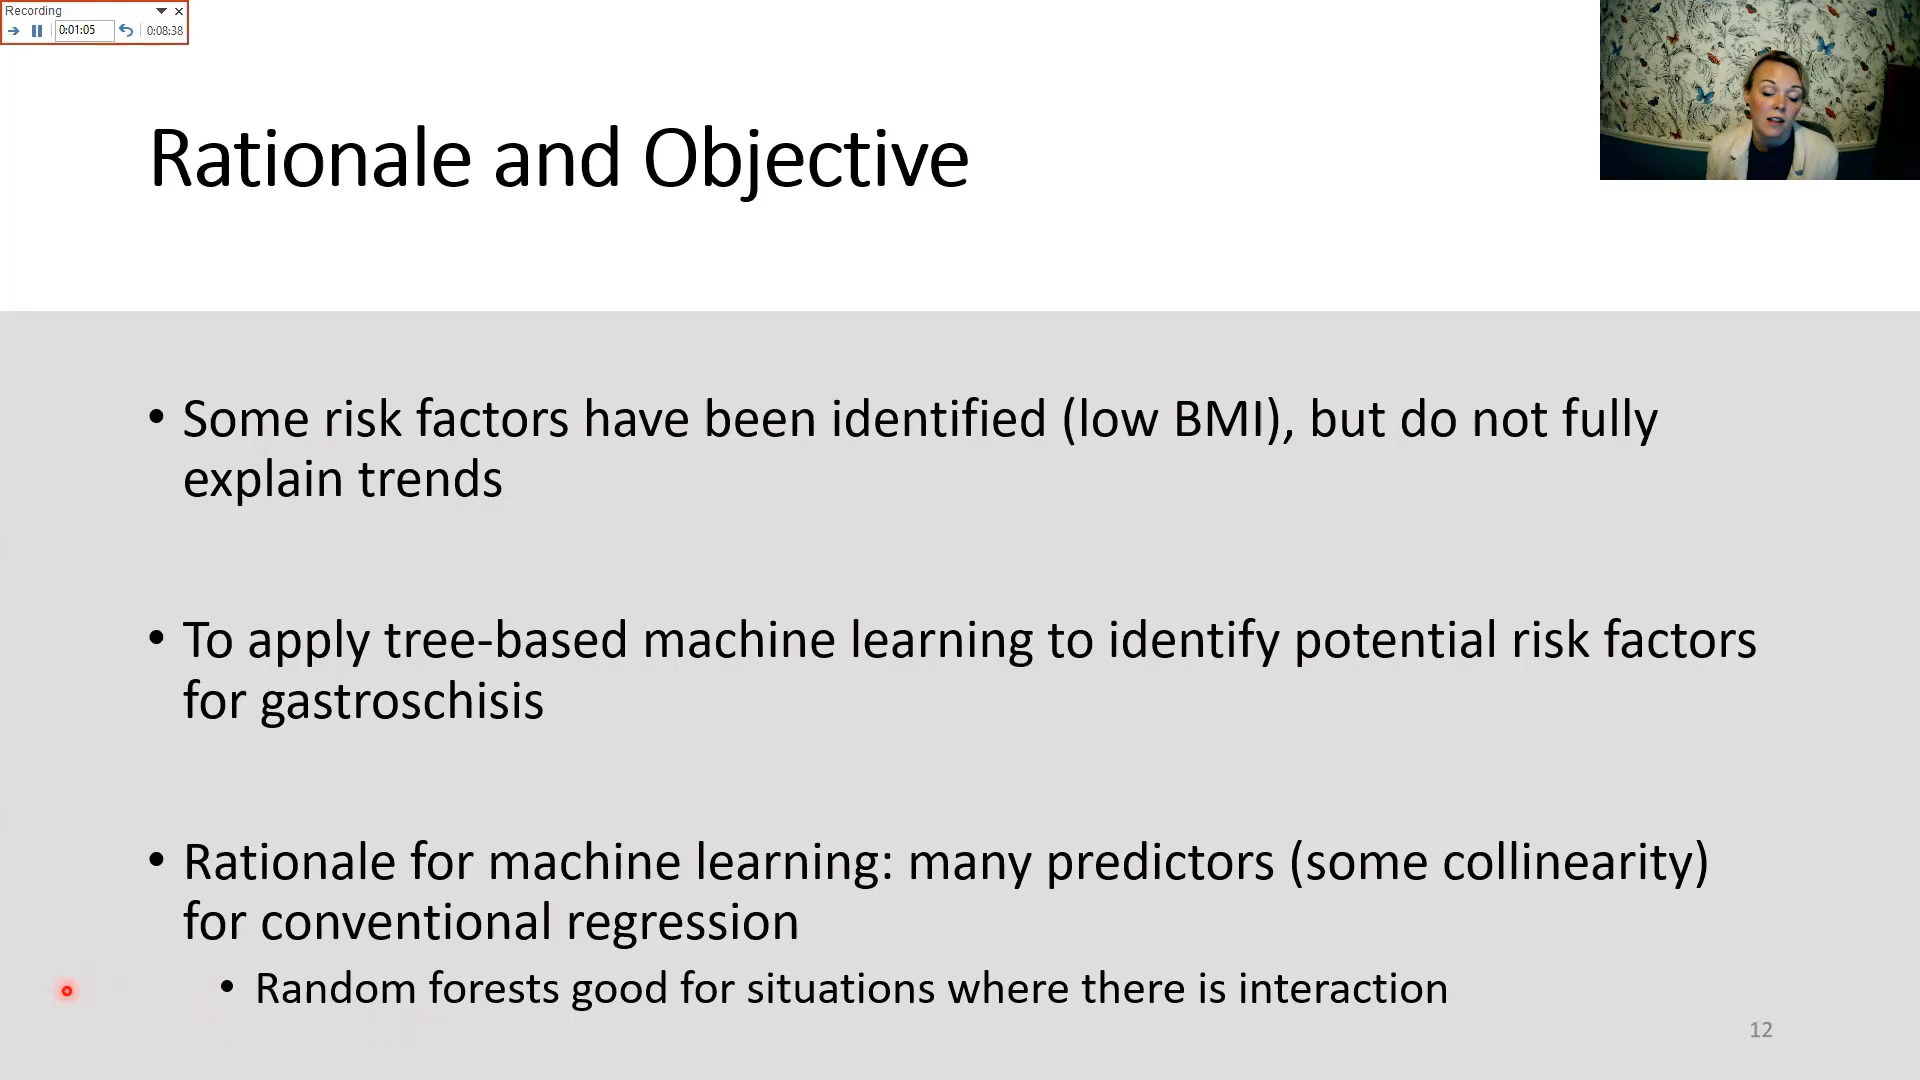 Recording
0:01:05
0:08:38
Rationale and Objective
• Some risk factors have been identified (low BMI), but do not fully
explain trends
• To apply tree-based machine learning to identify potential risk factors
for gastroschisis
• Rationale for machine learning: many predictors (some collinearity)
for conventional regression
• Random forests good for situations where there is interaction
12